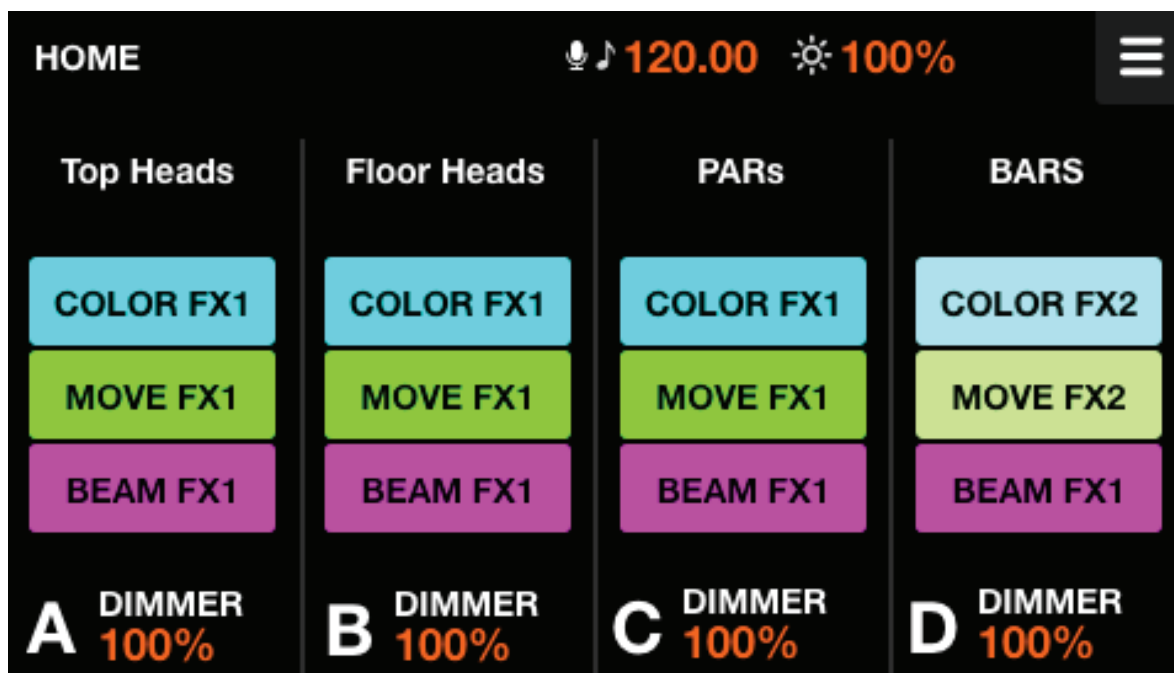 HOME 120.00 100%
Top Heads Floor Heads PARs BARS
COLOR FX1 COLOR FX1 COLOR FX1 COLOR FX2
MOVE FX1 MOVE FX1 MOVE FX1 MOVE FX2
BEAM FX1 BEAM FX1 BEAM FX1 BEAM FX1
A DIMMER 100% B DIMMER 100% C DIMMER 100% D DIMMER 100%